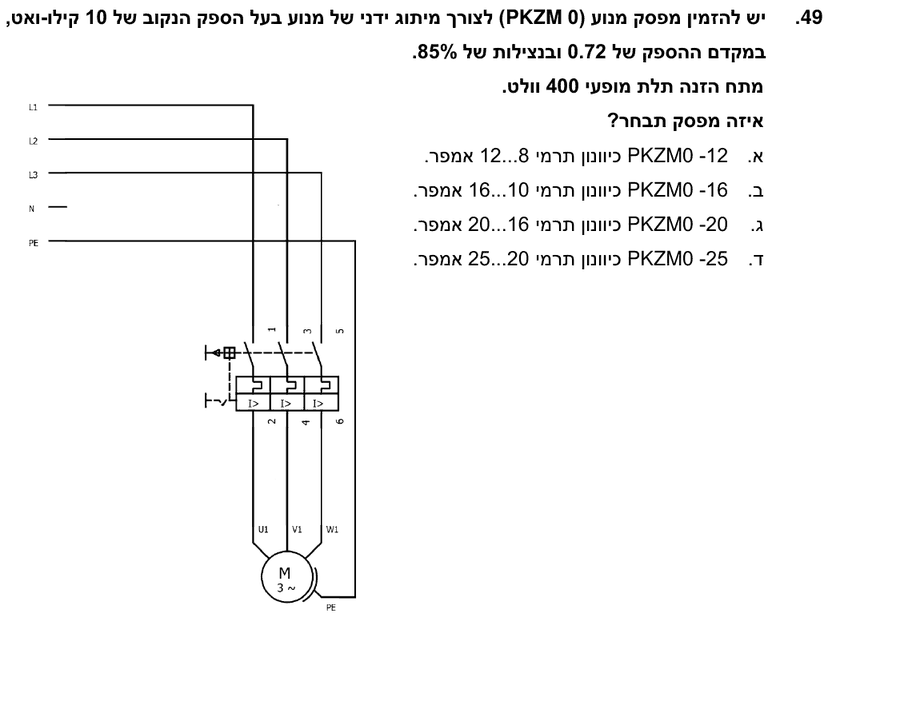 49. יש להזמין מפסק מנוע (PKZM 0) לצורך מיתוג ידני של מנוע בעל הספק הנקוב של 10 קילו-ואט,
במקדם ההספק של 0.72 ובנצילות של 85%.
מתח הזנה תלת מופעי 400 וולט.
איזה מפסק תבחר?
א. PKZM0 -12 כיוונון תרמי 8...12 אמפר.
ב. PKZM0 -16 כיוונון תרמי 10...16 אמפר.
ג. PKZM0 -20 כיוונון תרמי 16...20 אמפר.
ד. PKZM0 -25 כיוונון תרמי 20...25 אמפר.
L1
L2
L3
N
PE
1 3 5
I> I> I>
2 4 6
U1 V1 W1
M
3 ~
PE